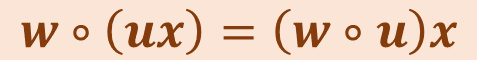 w ∘ (ux) = (w ∘ u)x